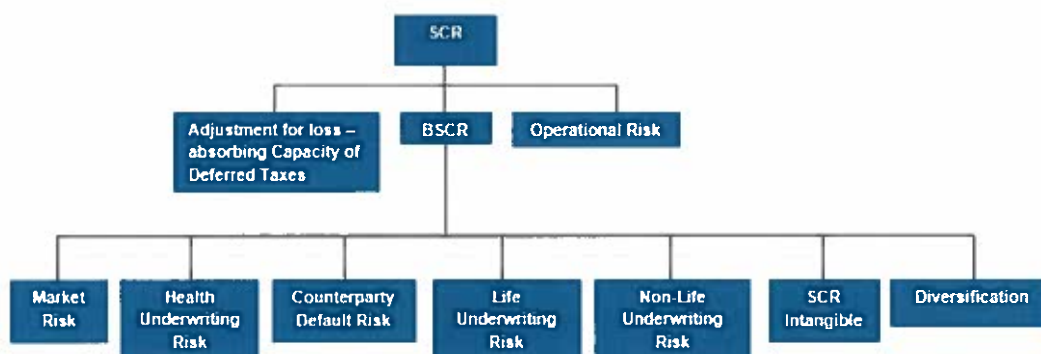 SCR
Adjustment for loss –
absorbing Capacity of
Deferred Taxes
BSCR
Operational Risk
Market
Risk
Health
Underwriting
Risk
Counterparty
Default Risk
Life
Underwriting
Risk
Non-Life
Underwriting
Risk
SCR
Intangible
Diversification